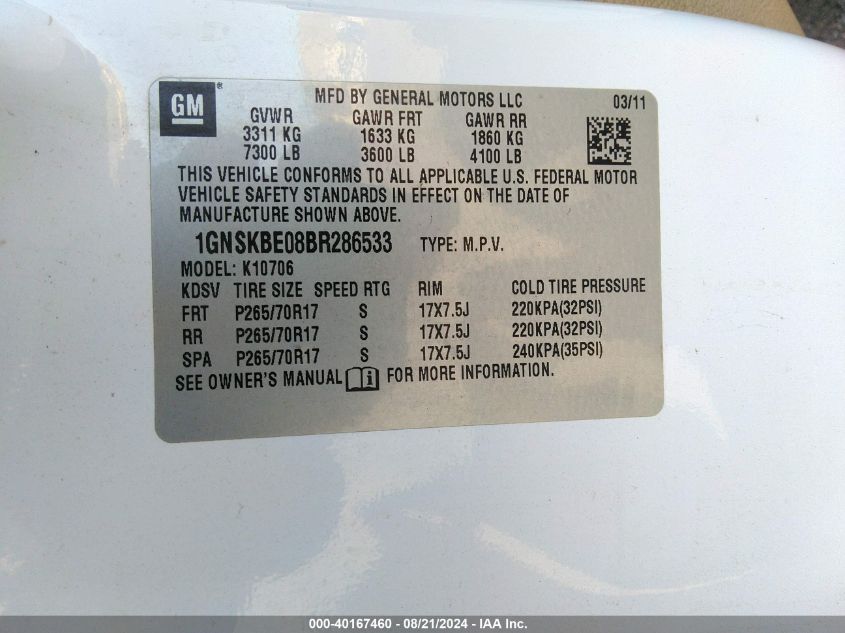 GM ®
MFD BY GENERAL MOTORS LLC 03/11
GVWR GAWR FRT GAWR RR
3311 KG 1633 KG 1860 KG
7300 LB 3600 LB 4100 LB
THIS VEHICLE CONFORMS TO ALL APPLICABLE U.S. FEDERAL MOTOR
VEHICLE SAFETY STANDARDS IN EFFECT ON THE DATE OF
MANUFACTURE SHOWN ABOVE.
1GNSKBE08BR286533 TYPE: M.P.V.
MODEL: K10706
KDSV TIRE SIZE SPEED RTG RIM COLD TIRE PRESSURE
FRT P265/70R17 S 17X7.5J 220KPA(32PSI)
RR P265/70R17 S 17X7.5J 220KPA(32PSI)
SPA P265/70R17 S 17X7.5J 240KPA(35PSI)
SEE OWNER'S MANUAL i FOR MORE INFORMATION.
000-40167460 - 08/21/2024 - IAA Inc.